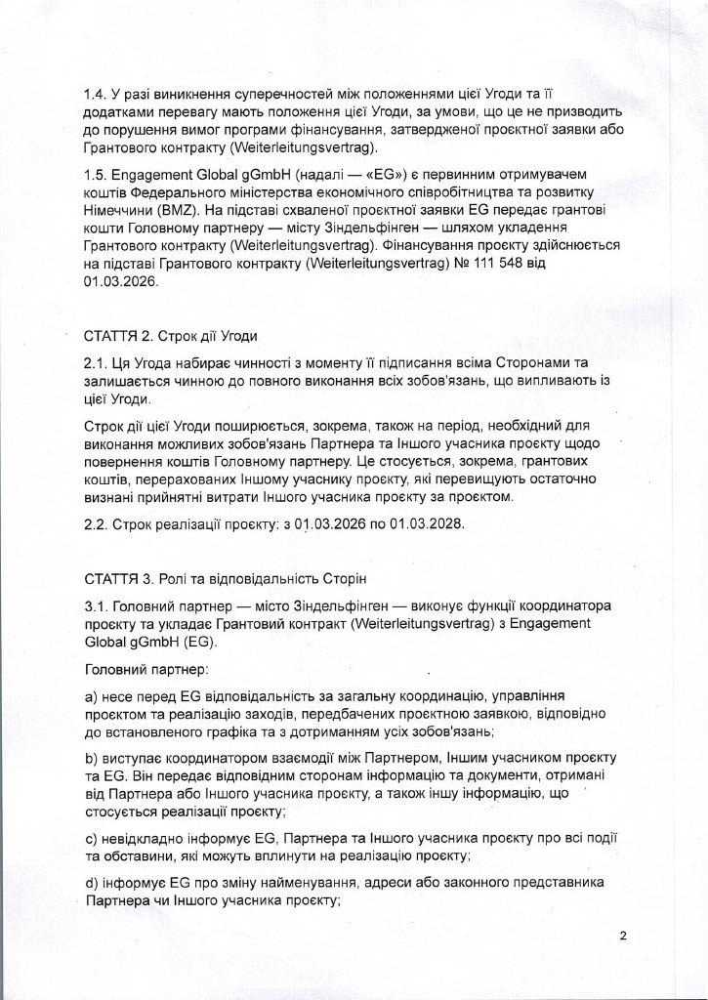 1.4. У разі виникнення суперечностей між положеннями цієї Угоди та її
додатками перевагу мають положення цієї Угоди, за умови, що це не призводить
до порушення вимог програми фінансування, затвердженої проєктної заявки або
Грантового контракту (Weiterleitungsvertrag).
1.5. Engagement Global gGmbH (надалі — «EG») є первинним отримувачем
коштів Федерального міністерства економічного співробітництва та розвитку
Німеччини (BMZ). На підставі схваленої проєктної заявки EG передає грантові
кошти Головному партнеру — місту Зіндельфінген — шляхом укладення
Грантового контракту (Weiterleitungsvertrag). Фінансування проєкту здійснюється
на підставі Грантового контракту (Weiterleitungsvertrag) № 111 548 від
01.03.2026.
СТАТТЯ 2. Строк дії Угоди
2.1. Ця Угода набирає чинності з моменту її підписання всіма Сторонами та
залишається чинною до повного виконання всіх зобов'язань, що випливають із
цієї Угоди.
Строк дії цієї Угоди поширюється, зокрема, також на період, необхідний для
виконання можливих зобов'язань Партнера та Іншого учасника проєкту щодо
повернення коштів Головному партнеру. Це стосується, зокрема, грантових
коштів, перерахованих Іншому учаснику проєкту, які перевищують остаточно
визнані прийнятні витрати Іншого учасника проєкту за проєктом.
2.2. Строк реалізації проєкту: з 01.03.2026 по 01.03.2028.
СТАТТЯ 3. Ролі та відповідальність Сторін
3.1. Головний партнер — місто Зіндельфінген — виконує функції координатора
проєкту та укладає Грантовий контракт (Weiterleitungsvertrag) з Engagement
Global gGmbH (EG).
Головний партнер:
a) несе перед EG відповідальність за загальну координацію, управління
проєктом та реалізацію заходів, передбачених проєктною заявкою, відповідно
до встановленого графіка та з дотриманням усіх зобов'язань;
b) виступає координатором взаємодії між Партнером, Іншим учасником проєкту
та EG. Він передає відповідним сторонам інформацію та документи, отримані
від Партнера або Іншого учасника проєкту, а також іншу інформацію, що
стосується реалізації проєкту;
c) невідкладно інформує EG, Партнера та Іншого учасника проєкту про всі події
та обставини, які можуть вплинути на реалізацію проєкту;
d) інформує EG про зміну найменування, адреси або законного представника
Партнера чи Іншого учасника проєкту;
2